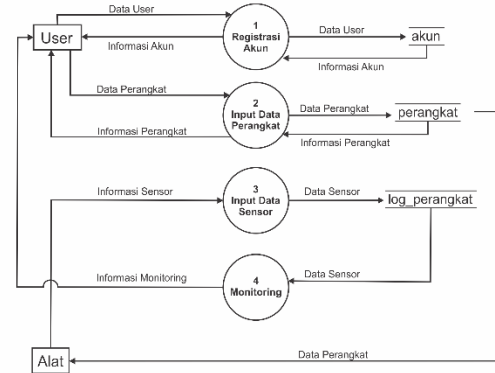 Data User
1
Registrasi
Akun
Data User
User
akun
Informasi Akun
Informasi Akun
Data Perangkat
2
Input Data
Perangkat
Data Perangkat
perangkat
Informasi Perangkat
Informasi Perangkat
Informasi Sensor
3
Input Data
Sensor
Data Sensor
log_perangkat
Informasi Monitoring
4
Monitoring
Data Sensor
Alat
Data Perangkat